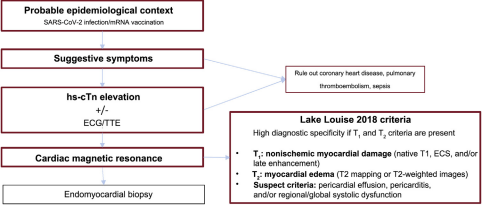 Probable epidemiological context
SARS-CoV-2 infection/mRNA vaccination
Suggestive symptoms
Rule out coronary heart disease, pulmonary
thromboembolism, sepsis
hs-cTn elevation
+/-
ECG/TTE
Cardiac magnetic resonance
Endomyocardial biopsy
Lake Louise 2018 criteria
High diagnostic specificity if T1 and T2 criteria are present
• T1: nonischemic myocardial damage (native T1, ECS, and/or
late enhancement)
• T2: myocardial edema (T2 mapping or T2-weighted images)
• Suspect criteria: pericardial effusion, pericarditis,
and/or regional/global systolic dysfunction